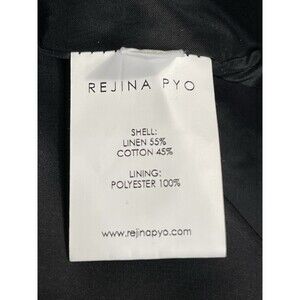 REJINA PYO
SHELL:
LINEN 55%
COTTON 45%
LINING:
POLYESTER 100%
www.rejinapyo.com